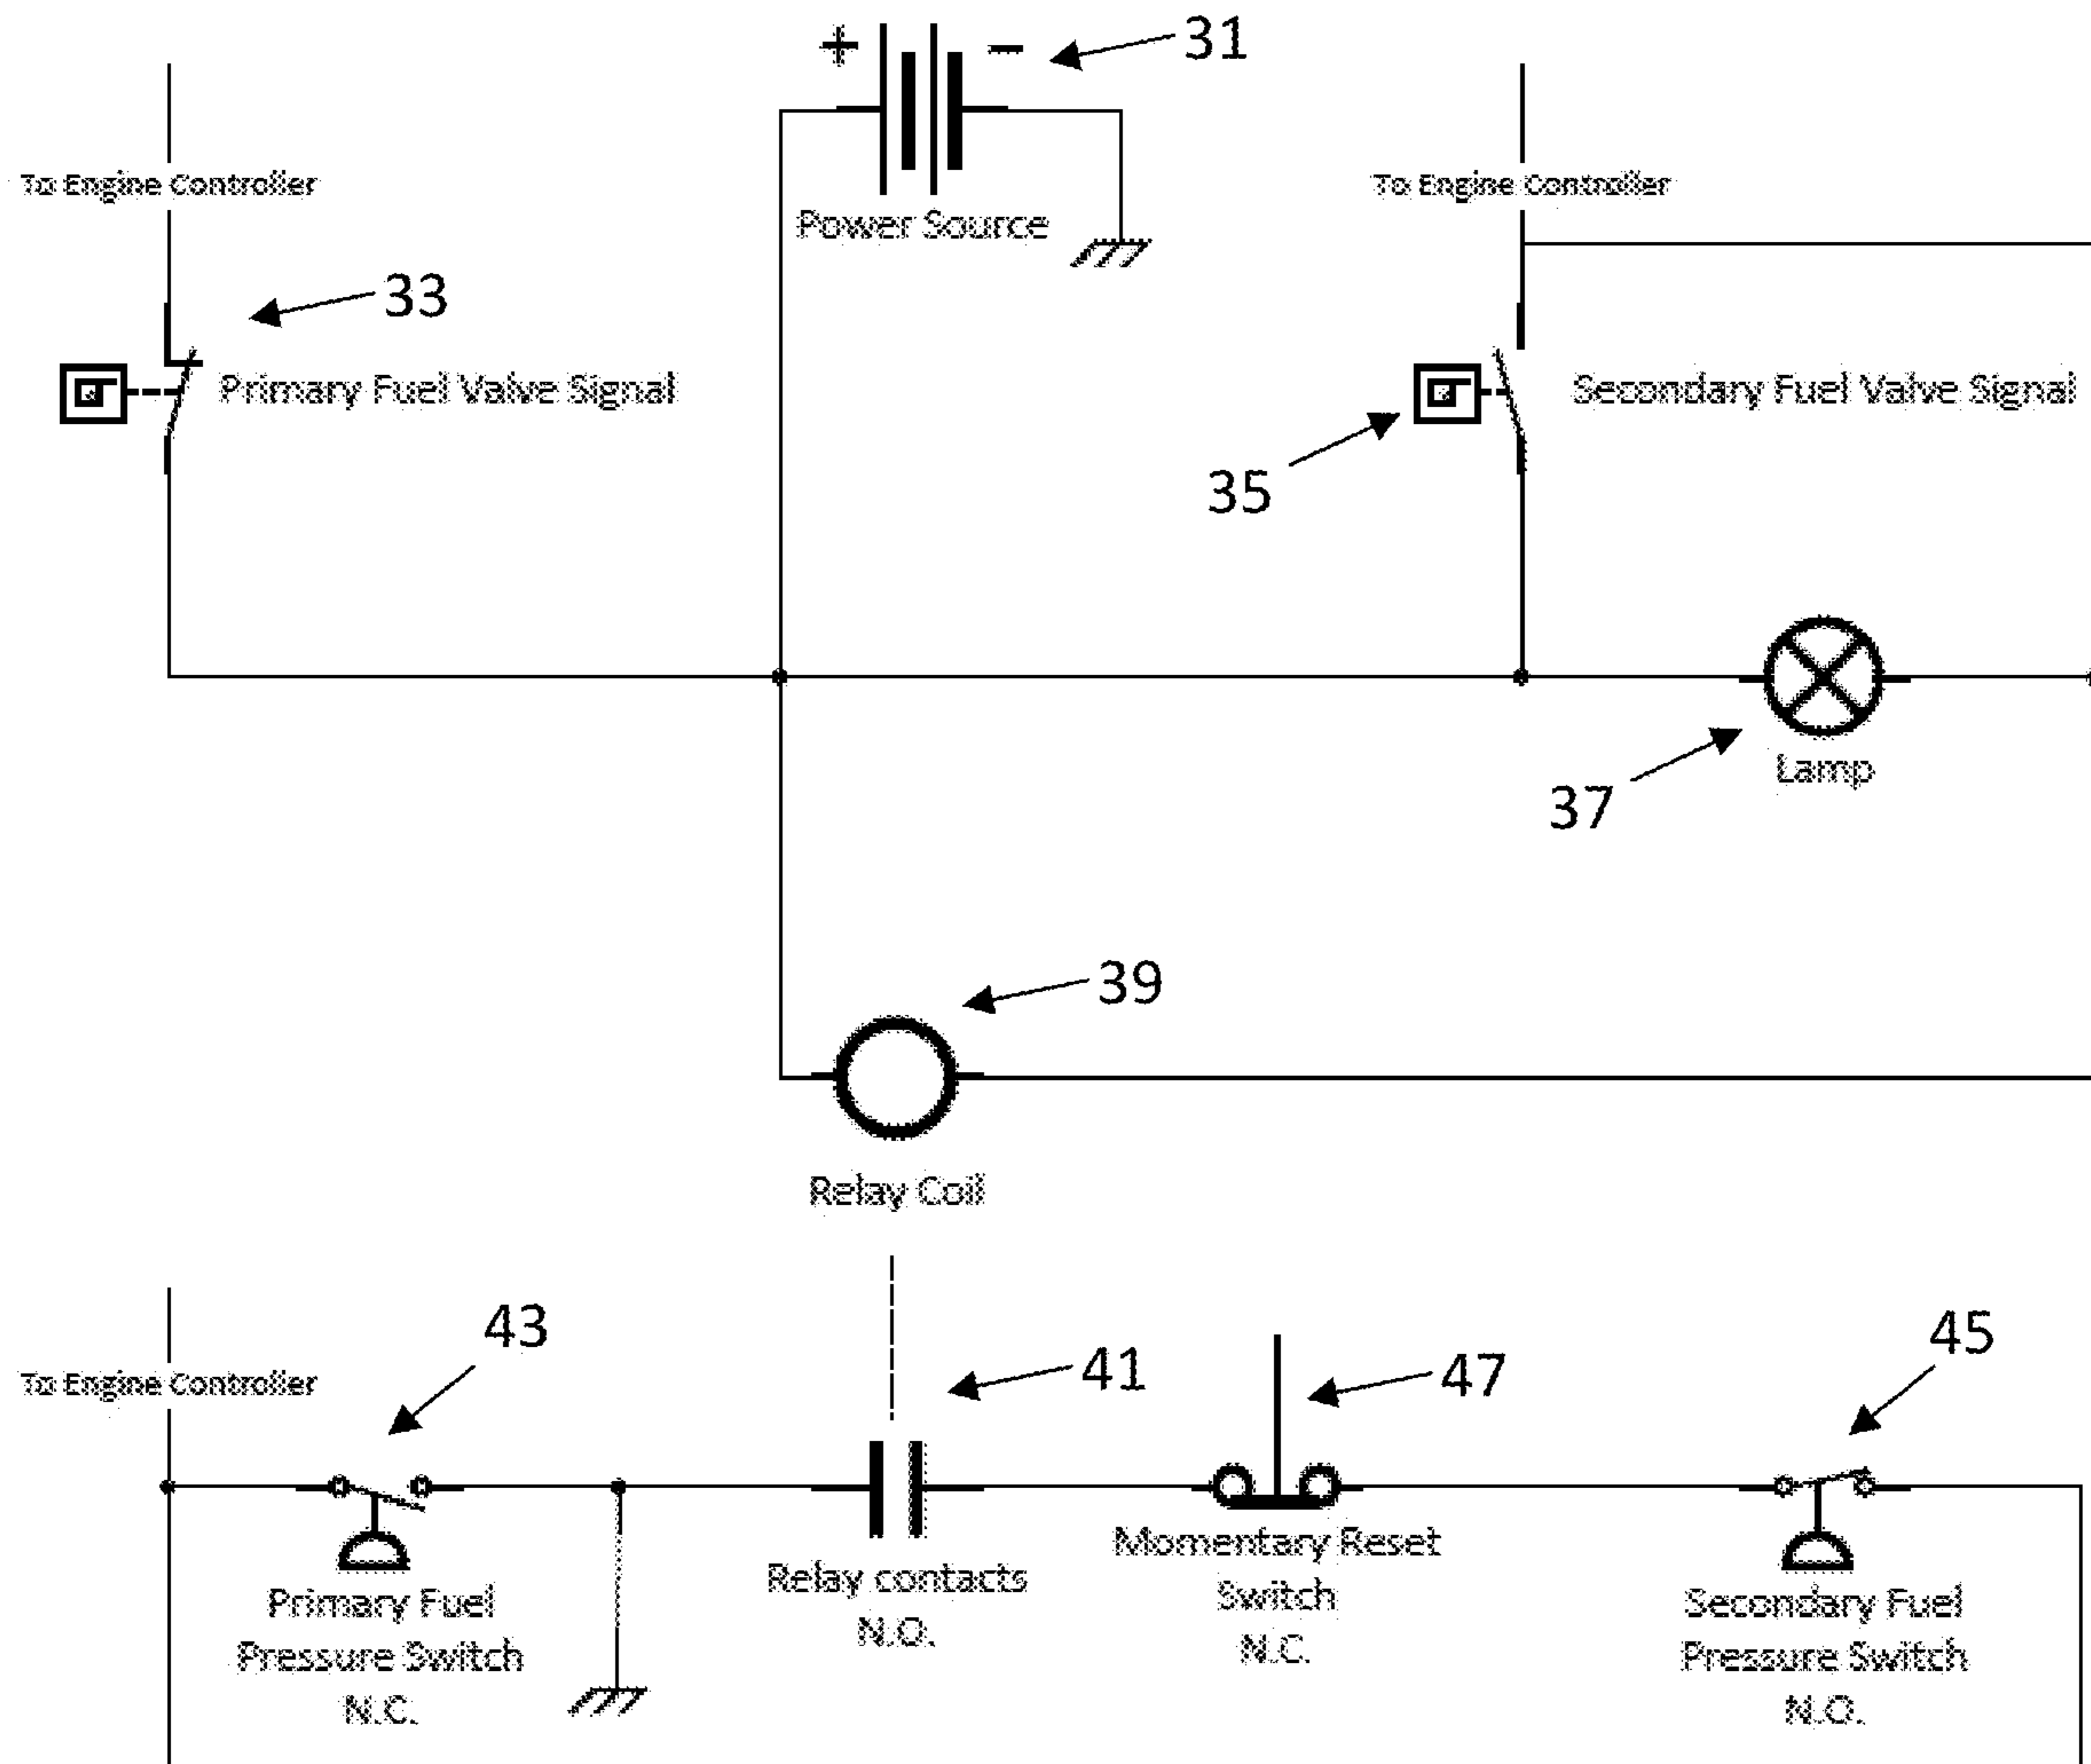 +
−
31
To Engine Controller
To Engine Controller
Power Source
33
Primary Fuel Valve Signal
Secondary Fuel Valve Signal
35
Lamp
37
39
Relay Coil
43
45
41
47
To Engine Controller
Momentary Reset
Switch
N.C.
Relay contacts
N.O.
Primary Fuel
Pressure Switch
N.C.
Secondary Fuel
Pressure Switch
N.O.